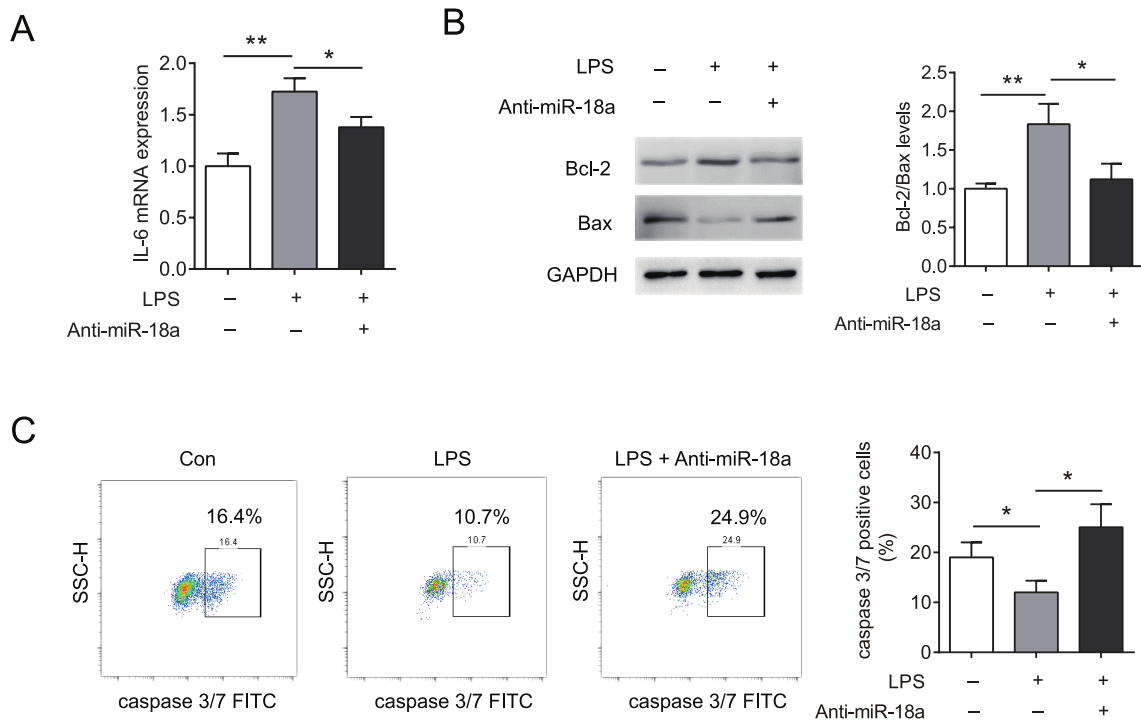 A
IL-6 mRNA expression
2.0
1.5
1.0
0.5
0.0
** *
LPS – + +
Anti-miR-18a – – +
B
LPS – + +
Anti-miR-18a – – +
Bcl-2
Bax
GAPDH
Bcl-2/Bax levels
2.5
2.0
1.5
1.0
0.5
0.0
** *
LPS – + +
Anti-miR-18a – – +
C
Con
SSC-H
16.4%
16.4
caspase 3/7 FITC
LPS
SSC-H
10.7%
10.7
caspase 3/7 FITC
LPS + Anti-miR-18a
SSC-H
24.9%
24.9
caspase 3/7 FITC
caspase 3/7 positive cells
(%)
40
30
20
10
0
* *
LPS – + +
Anti-miR-18a – – +